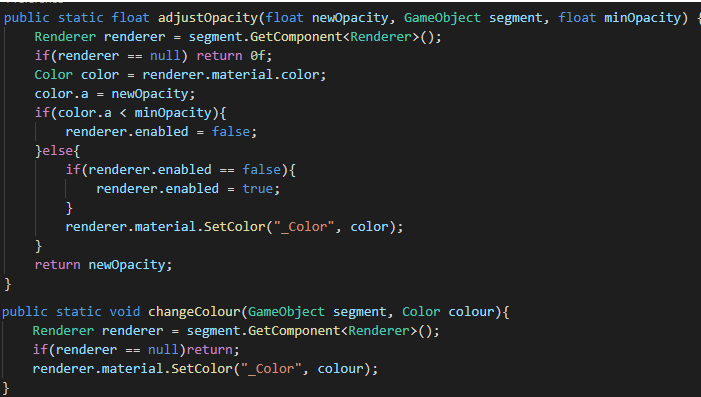 public static float adjustOpacity(float newOpacity, GameObject segment, float minOpacity) {
Renderer renderer = segment.GetComponent<Renderer>();
if(renderer == null) return 0f;
Color color = renderer.material.color;
color.a = newOpacity;
if(color.a < minOpacity){
renderer.enabled = false;
}else{
if(renderer.enabled == false){
renderer.enabled = true;
}
renderer.material.SetColor("_Color", color);
}
return newOpacity;
}
public static void changeColour(GameObject segment, Color colour){
Renderer renderer = segment.GetComponent<Renderer>();
if(renderer == null)return;
renderer.material.SetColor("_Color", colour);
}